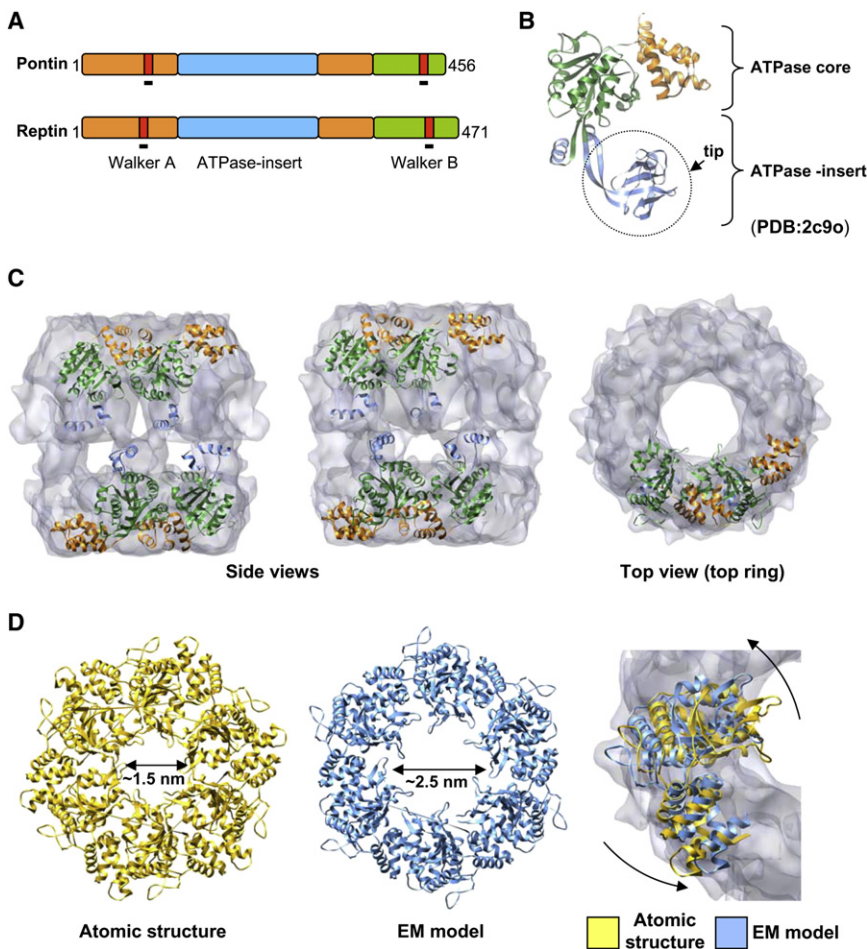 A
Pontin 1
456
Reptin 1
471
Walker A
ATPase-insert
Walker B
B
ATPase core
tip
ATPase -insert
(PDB:2c9o)
C
Side views
Top view (top ring)
D
~1.5 nm
~2.5 nm
Atomic structure
EM model
Atomic
structure
EM model